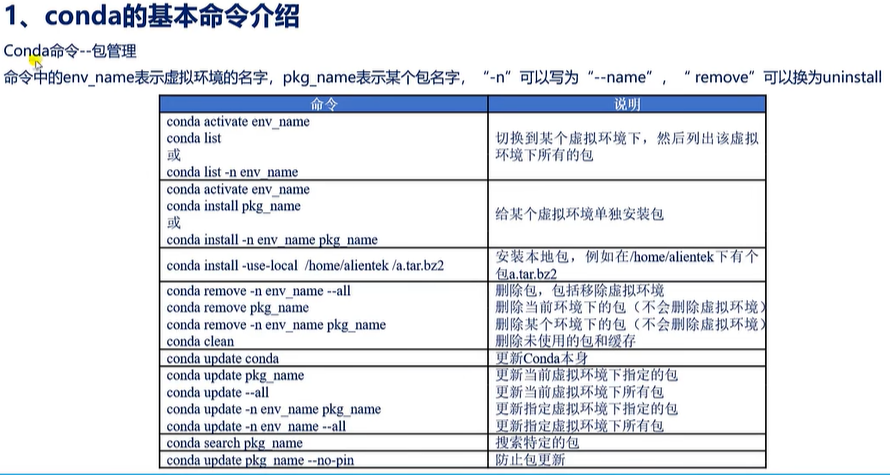 1、conda的基本命令介绍
Conda命令--包管理
命令中的env_name表示虚拟环境的名字，pkg_name表示某个包名字，“-n”可以写为“--name”，“ remove”可以换为uninstall
命令 说明
conda activate env_name
conda list
或
conda list -n env_name
切换到某个虚拟环境下，然后列出该虚拟
环境下所有的包
conda activate env_name
conda install pkg_name
或
conda install -n env_name pkg_name
给某个虚拟环境单独安装包
conda install -use-local /home/alientek /a.tar.bz2
安装本地包，例如在/home/alientek下有个
包a.tar.bz2
conda remove -n env_name --all
conda remove pkg_name
conda remove -n env_name pkg_name
conda clean
删除包，包括移除虚拟环境
删除当前环境下的包（不会删除虚拟环境）
删除某个环境下的包（不会删除虚拟环境）
删除未使用的包和缓存
conda update conda
更新Conda本身
conda update pkg_name
conda update --all
conda update -n env_name pkg_name
conda update -n env_name --all
更新当前虚拟环境下指定的包
更新当前虚拟环境下所有包
更新指定虚拟环境下指定的包
更新指定虚拟环境下所有包
conda search pkg_name
搜索特定的包
conda update pkg_name --no-pin
防止包更新